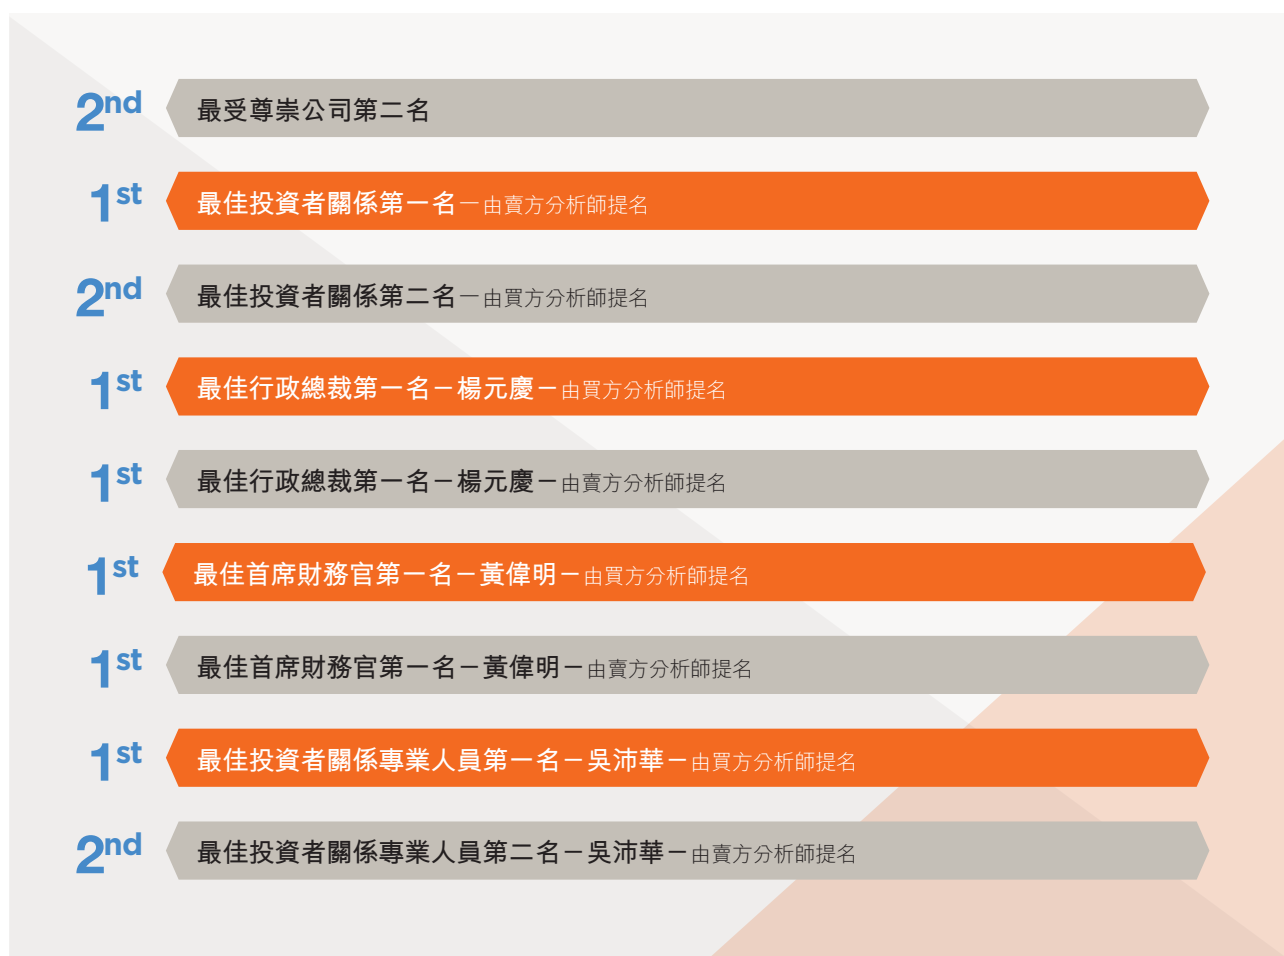 2nd 最受尊崇公司第二名
1st 最佳投資者關係第一名－由賣方分析師提名
2nd 最佳投資者關係第二名－由買方分析師提名
1st 最佳行政總裁第一名－楊元慶－由買方分析師提名
1st 最佳行政總裁第一名－楊元慶－由賣方分析師提名
1st 最佳首席財務官第一名－黃偉明－由買方分析師提名
1st 最佳首席財務官第一名－黃偉明－由賣方分析師提名
1st 最佳投資者關係專業人員第一名－吳沛華－由買方分析師提名
2nd 最佳投資者關係專業人員第二名－吳沛華－由賣方分析師提名